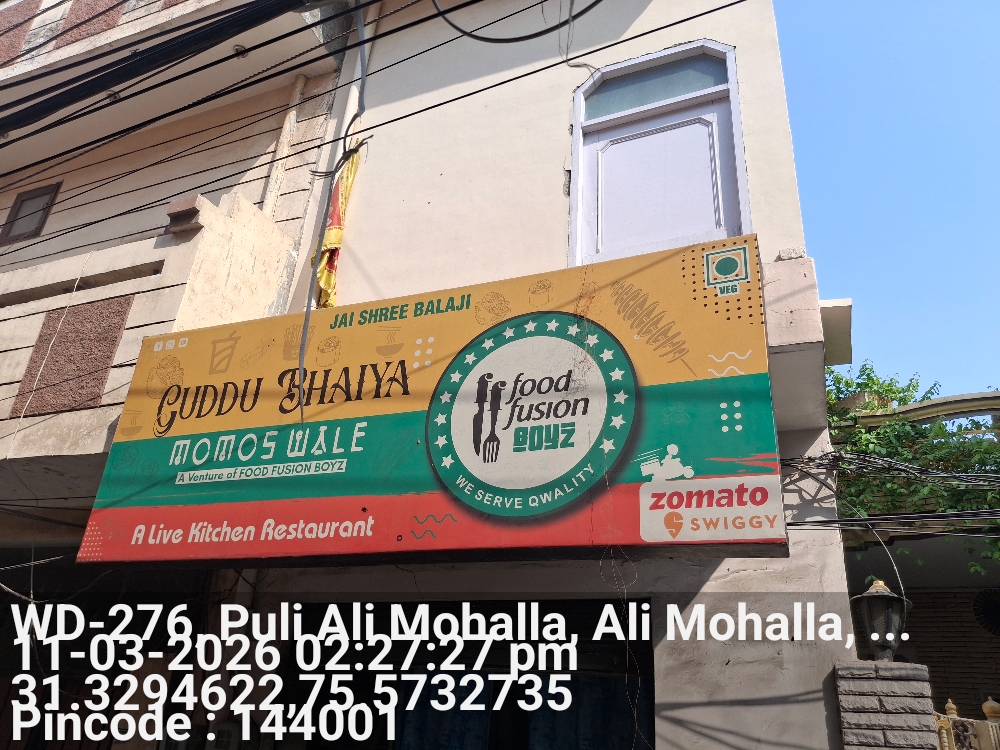 JAI SHREE BALAJI
VEG
GUDDU BHAIYA
MOMOS WALE
A Venture of FOOD FUSION BOYZ
A Live Kitchen Restaurant
ff food
fusion
BOYZ
WE SERVE QWALITY
zomato
SWIGGY
WD-276, Puli Ali Mohalla, Ali Mohalla, ...
11-03-2026 02:27:27 pm
31.3294622,75.5732735
Pincode : 144001